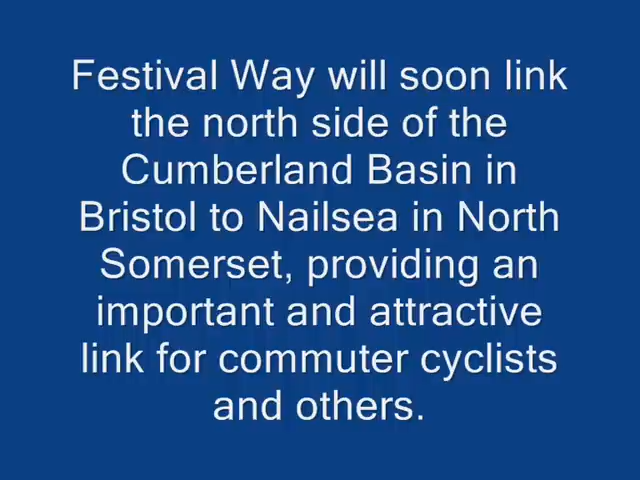 Festival Way will soon link
the north side of the
Cumberland Basin in
Bristol to Nailsea in North
Somerset, providing an
important and attractive
link for commuter cyclists
and others.